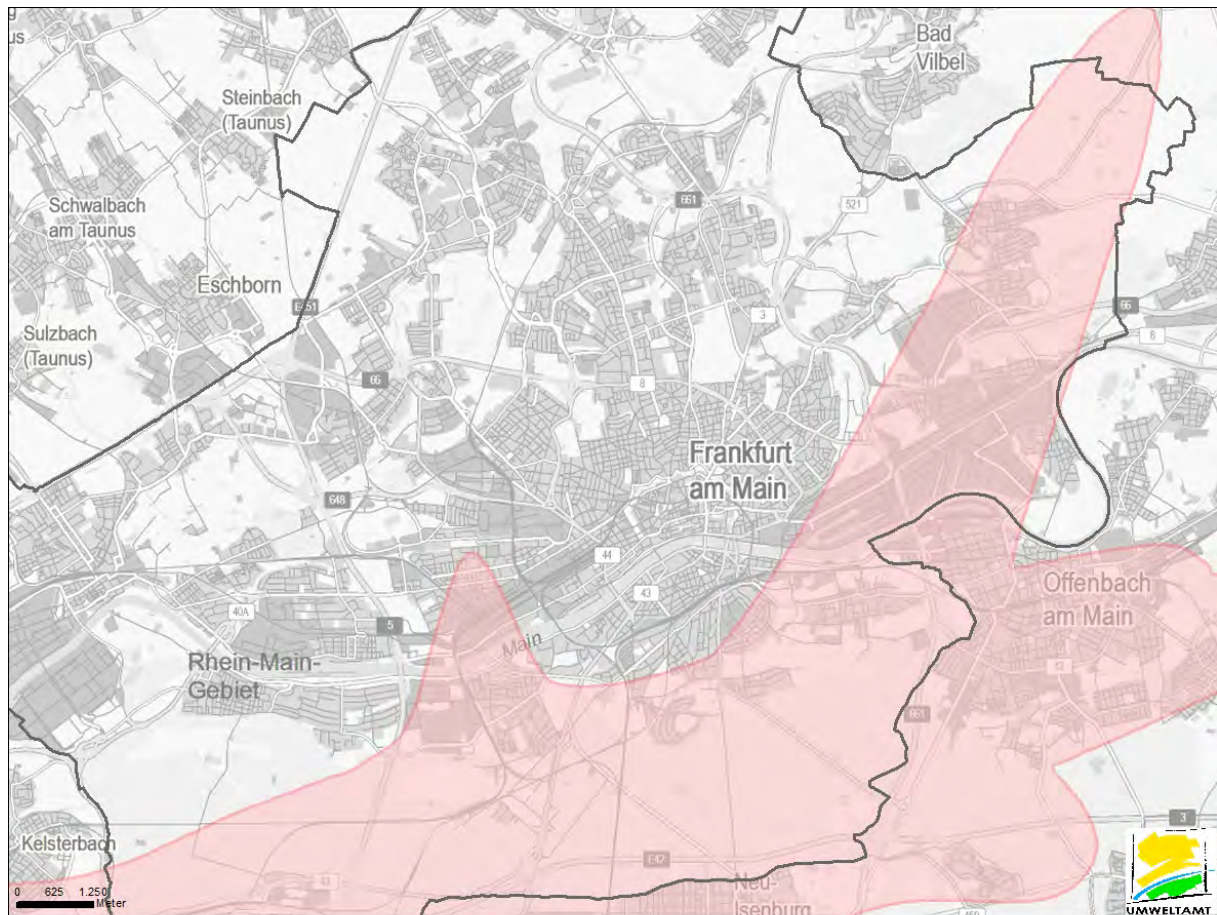 Bad
Vilbel
Steinbach
(Taunus)
Schwalbach
am Taunus
661
521
Eschborn
E451
66
3
8
Sulzbach
(Taunus)
66
8
Frankfurt
am Main
648
44
43
40A
5
Main
Offenbach
am Main
Rhein-Main-
Gebiet
43
661
3
Kelsterbach
E42
43
Neu-
Isenburg
459
0 625 1.250
Meter
UMWELTAMT